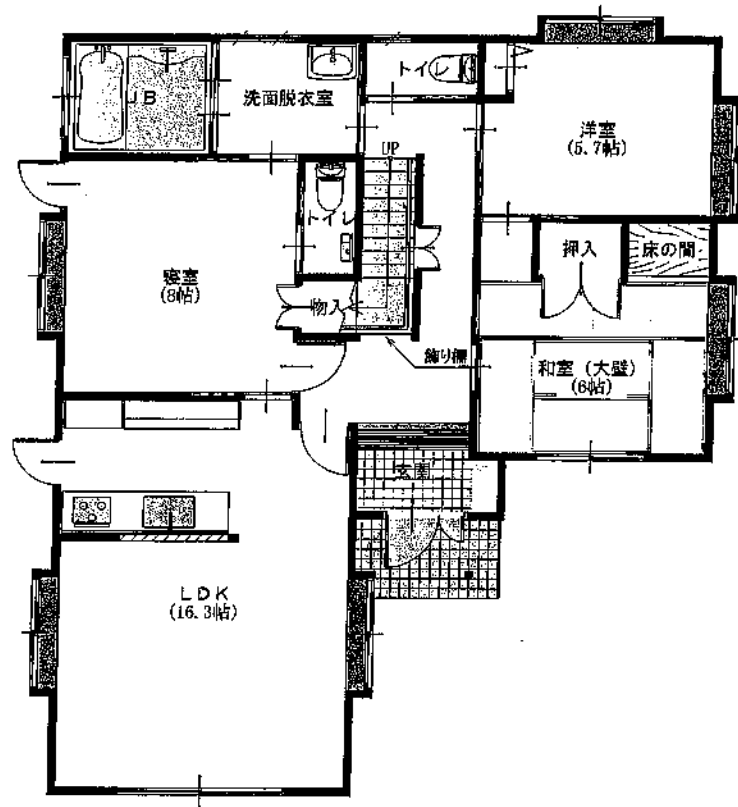 トイレ
JB
洗面脱衣室
洋室
(5.7帖)
UP
トイレ
押入
床の間
寝室
(8帖)
物入
飾り棚
和室(大壁)
(6帖)
玄関
LDK
(16.3帖)